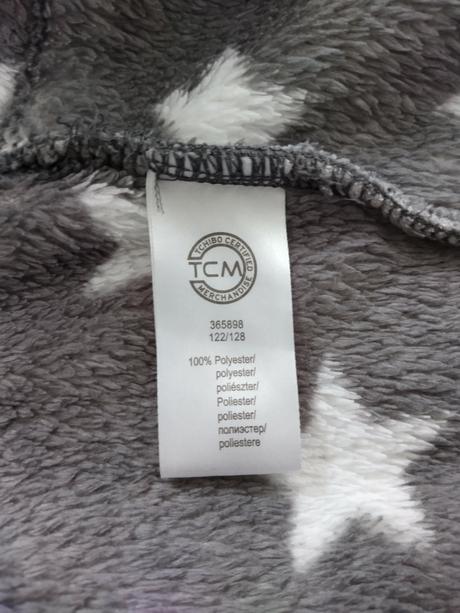 TCHIBO CERTIFIED
TCM
MERCHANDISE
365898
122/128
100% Polyester/
polyester/
poliészter/
Poliester/
poliester/
полиэстер/
poliestere